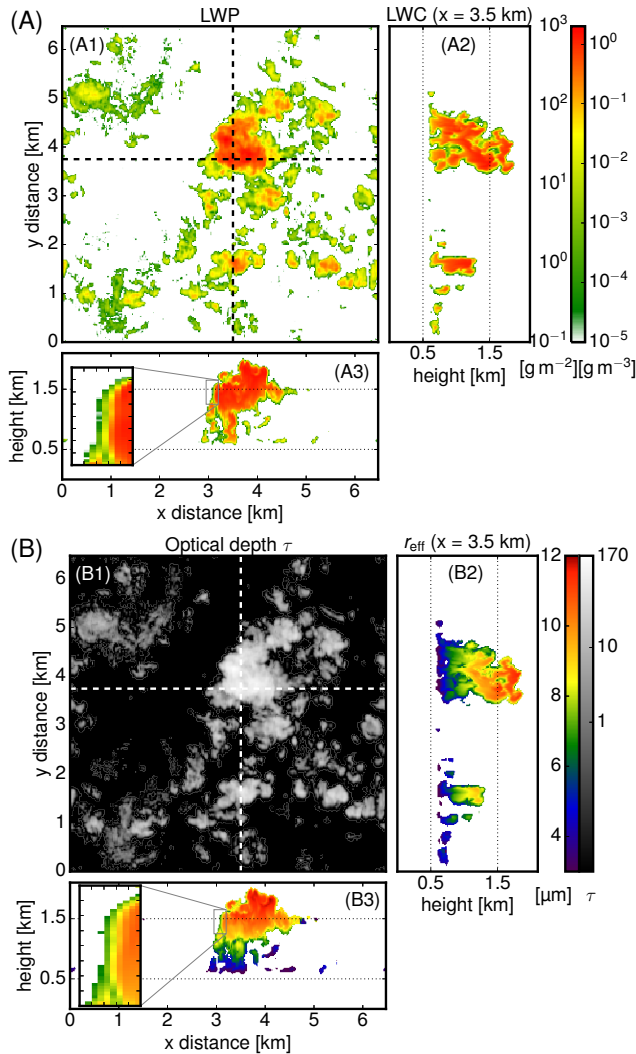 (A) LWP LWC (x = 3.5 km)
(A1) (A2)
y distance [km]
6
5
4
3
2
1
0
0.5 1.5
height [km]
10³
10²
10¹
10⁰
10⁻¹
10⁰
10⁻¹
10⁻²
10⁻³
10⁻⁴
10⁻⁵
[g m⁻²][g m⁻³]
(A3)
height [km]
1.5
0.5
0 1 2 3 4 5 6
x distance [km]
(B) Optical depth τ r_eff (x = 3.5 km)
(B1) (B2)
y distance [km]
6
5
4
3
2
1
0
0.5 1.5
height [km]
12
10
8
6
4
170
10
1
[µm] τ
(B3)
height [km]
1.5
0.5
0 1 2 3 4 5 6
x distance [km]